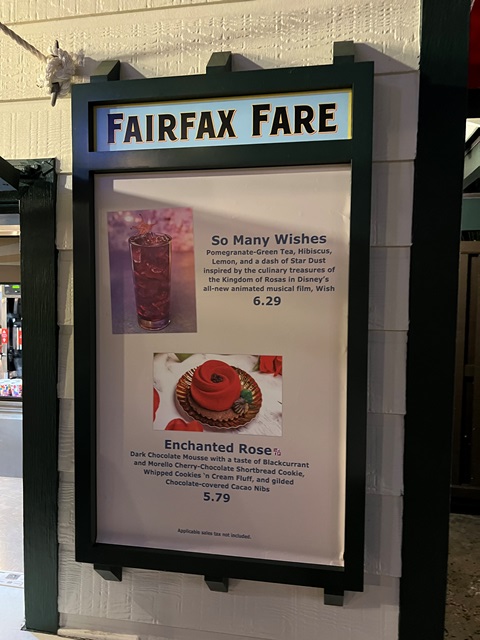 FAIRFAX FARE
So Many Wishes
Pomegranate-Green Tea, Hibiscus,
Lemon, and a dash of Star Dust
inspired by the culinary treasures of
the Kingdom of Rosas in Disney's
all-new animated musical film, Wish
6.29
Enchanted Rose
Dark Chocolate Mousse with a taste of Blackcurrant
and Morello Cherry-Chocolate Shortbread Cookie,
Whipped Cookies 'n Cream Fluff, and gilded
Chocolate-covered Cacao Nibs
5.79
Applicable sales tax not included.